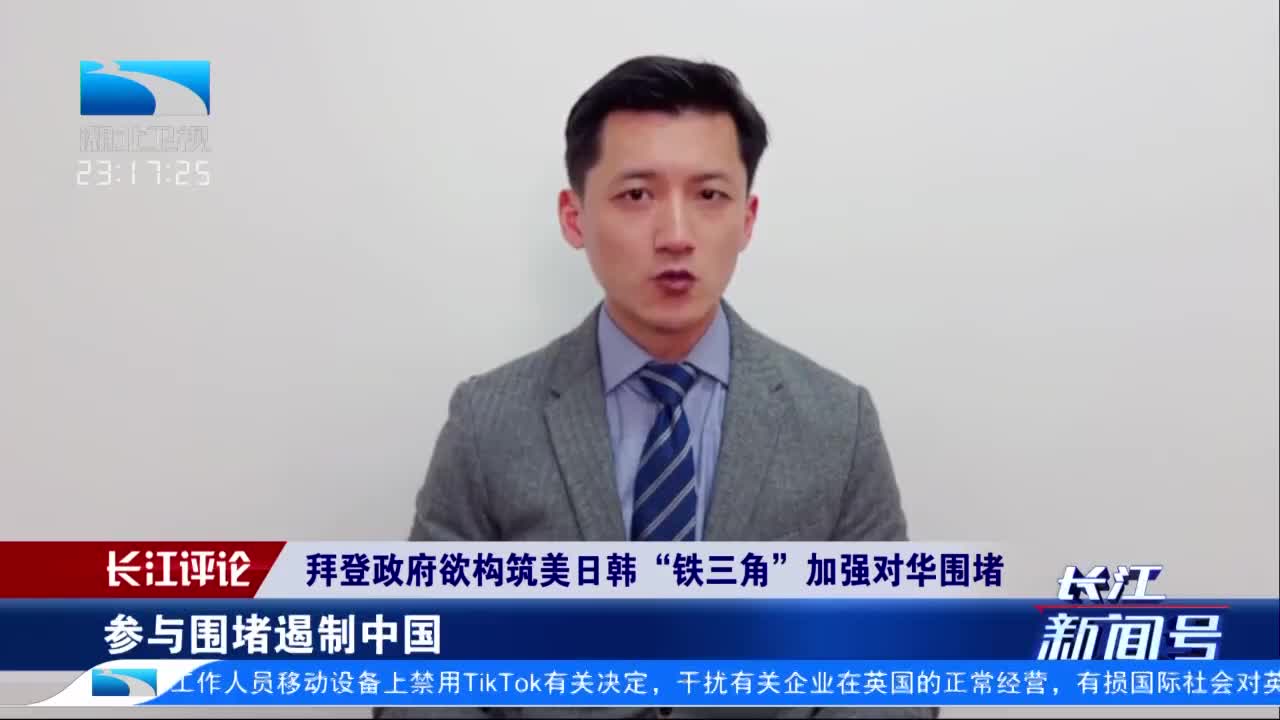 湖北卫视
23:17:25
长江评论
拜登政府欲构筑美日韩“铁三角”加强对华围堵
参与围堵遏制中国
长江
新闻号
工作人员移动设备上禁用TikTok有关决定，干扰有关企业在英国的正常经营，有损国际社会对英